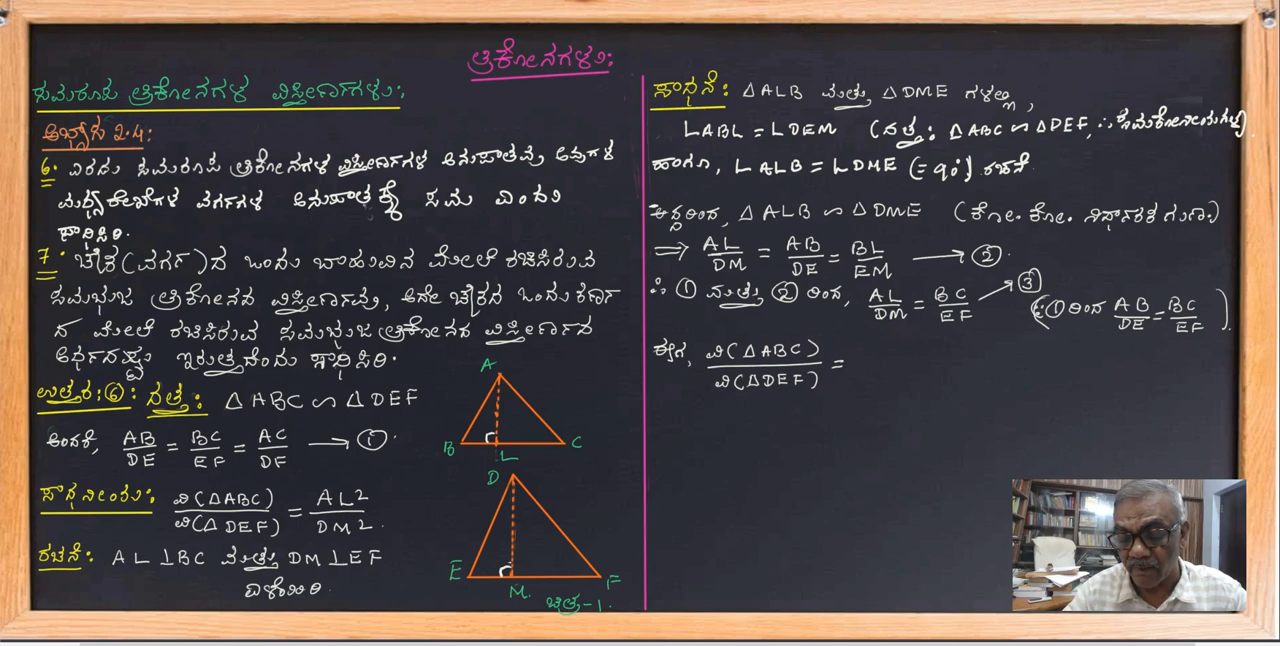 ತ್ರಿಕೋನಗಳು:
ಸಮರೂಪ ತ್ರಿಕೋನಗಳ ವಿಸ್ತೀರ್ಣಗಳು:
ಅಭ್ಯಾಸ 2.4:
6. ಎರಡು ಸಮರೂಪ ತ್ರಿಕೋನಗಳ ವಿಸ್ತೀರ್ಣಗಳ ಅನುಪಾತವು ಅವುಗಳ
ಮಧ್ಯರೇಖೆಗಳ ವರ್ಗಗಳ ಅನುಪಾತಕ್ಕೆ ಸಮ ಎಂದು
ಸಾಧಿಸಿರಿ.
7. ಚೌಕ(ವರ್ಗ)ದ ಒಂದು ಬಾಹುವಿನ ಮೇಲೆ ರಚಿಸಿರುವ
ಸಮಭುಜ ತ್ರಿಕೋನದ ವಿಸ್ತೀರ್ಣವು, ಅದೇ ಚೌಕದ ಒಂದು ಕರ್ಣ
ದ ಮೇಲೆ ರಚಿಸಿರುವ ಸಮಭುಜ ತ್ರಿಕೋನದ ವಿಸ್ತೀರ್ಣದ
ಅರ್ಧದಷ್ಟು ಇರುತ್ತದೆಂದು ಸಾಧಿಸಿರಿ.
ಉತ್ತರ:⑥: ದತ್ತ: △ABC ∽ △DEF
ಅಂದರೆ, AB/DE = BC/EF = AC/DF → ①.
ಸಾಧನೀಯ: ವಿ(△ABC)/ವಿ(△DEF) = AL2/DM2.
ರಚನೆ: AL⊥BC ಮತ್ತು DM⊥EF
ಎಳೆಯಿರಿ
A
B L C
D
E M. F
ಚಿತ್ರ-1.
ಸಾಧನೆ: △ALB ಮತ್ತು △DME ಗಳಲ್ಲಿ,
∠ABL = ∠DEM (ದತ್ತ: △ABC ∽ △DEF, ∴ ಸಮಕೋನೀಯಗಳು).
ಹಾಗೂ, ∠ALB = ∠DME (= 90°) ರಚನೆ
ಆದ್ದರಿಂದ, △ALB ∽ △DME (ಕೋ. ಕೋ. ನಿರ್ಧಾರಕ ಗುಣ)
⟹ AL/DM = AB/DE = BL/EM → ②.
∴ ① ಮತ್ತು ② ರಿಂದ, AL/DM = BC/EF → ③ (∵ ① ರಿಂದ AB/DE = BC/EF).
ಈಗ, ವಿ(△ABC)/ವಿ(△DEF) =